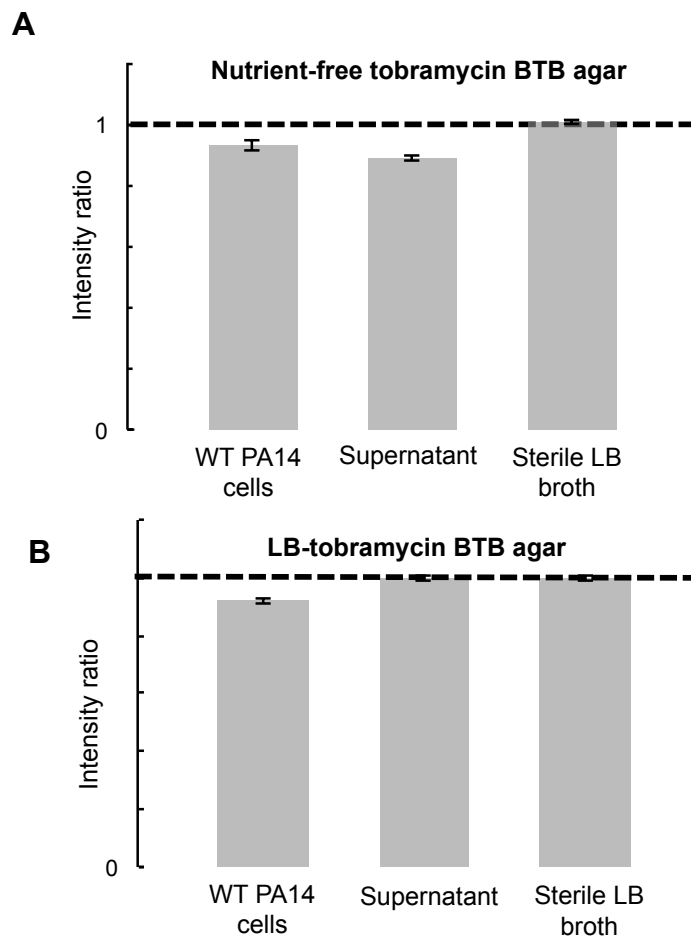 A
Nutrient-free tobramycin BTB agar
1
Intensity ratio
0
WT PA14
cells
Supernatant
Sterile LB
broth
B
LB-tobramycin BTB agar
Intensity ratio
0
WT PA14
cells
Supernatant
Sterile LB
broth